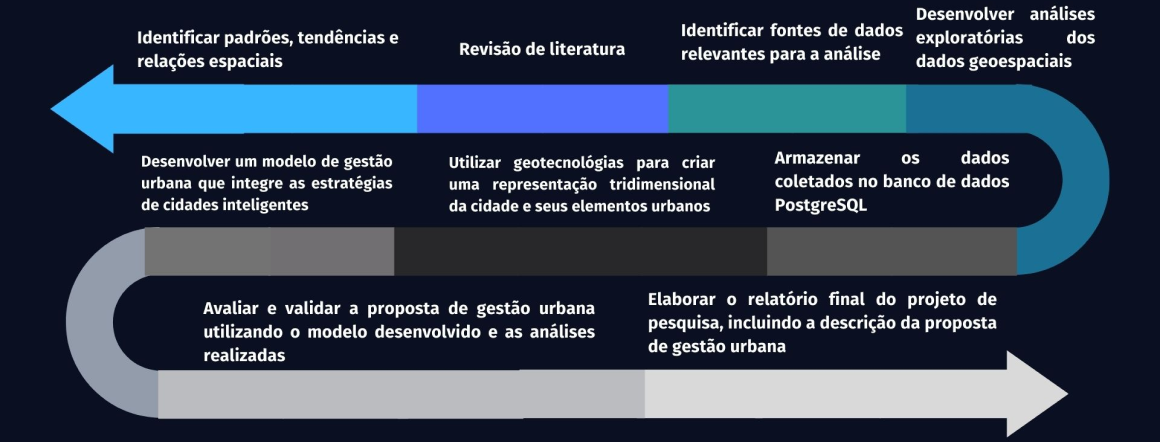 Identificar padrões, tendências e
relações espaciais
Revisão de literatura
Identificar fontes de dados
relevantes para a análise
Desenvolver análises
exploratórias dos
dados geoespaciais
Desenvolver um modelo de gestão
urbana que integre as estratégias
de cidades inteligentes
Utilizar geotecnológias para criar
uma representação tridimensional
da cidade e seus elementos urbanos
Armazenar os dados
coletados no banco de dados
PostgreSQL
Avaliar e validar a proposta de gestão urbana
utilizando o modelo desenvolvido e as análises
realizadas
Elaborar o relatório final do projeto de
pesquisa, incluindo a descrição da proposta
de gestão urbana